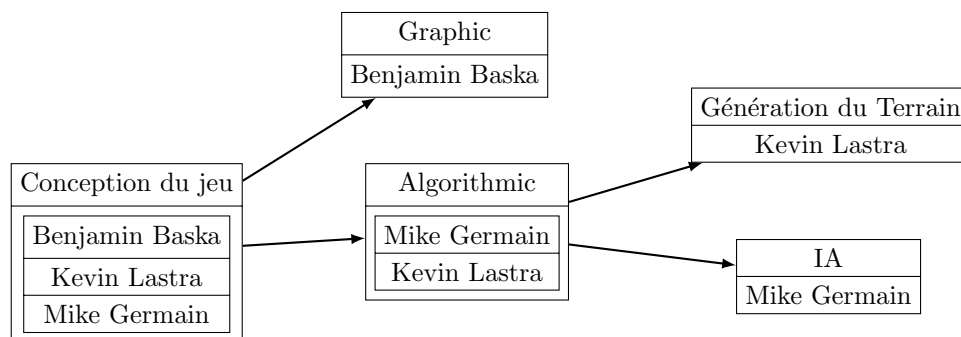 Graphic
Benjamin Baska
Génération du Terrain
Kevin Lastra
Conception du jeu
Benjamin Baska
Kevin Lastra
Mike Germain
Algorithmic
Mike Germain
Kevin Lastra
IA
Mike Germain